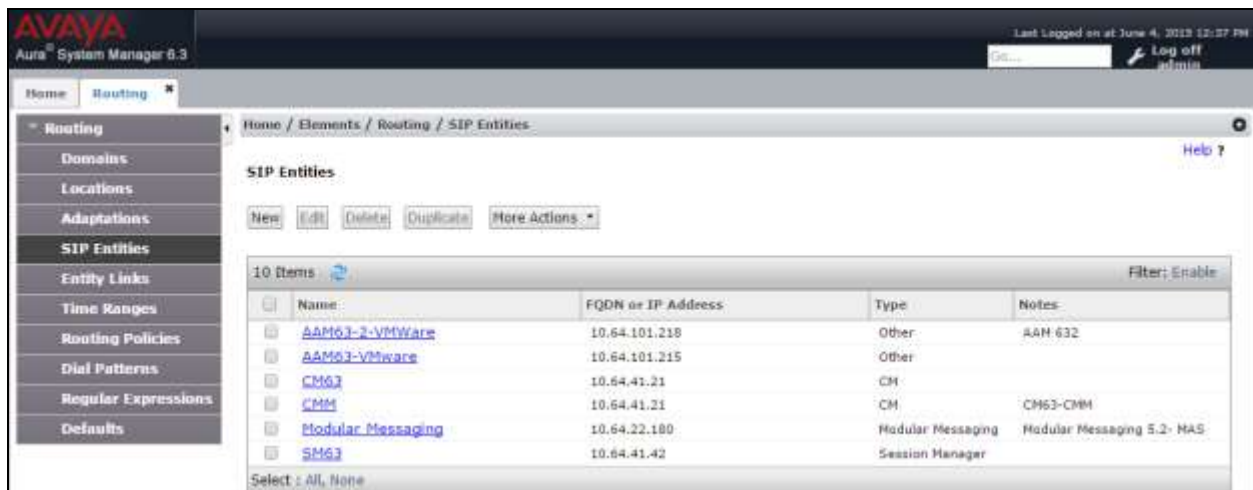 AVAYA
Aura® System Manager 6.3
Last Logged on at June 4, 2013 12:37 PM
Go...
Log off admin
Home
Routing
Routing
Domains
Locations
Adaptations
SIP Entities
Entity Links
Time Ranges
Routing Policies
Dial Patterns
Regular Expressions
Defaults
Home / Elements / Routing / SIP Entities
Help ?
SIP Entities
New Edit Delete Duplicate More Actions
10 Items Filter: Enable
Name FQDN or IP Address Type Notes
AAM63-2-VMWare 10.64.101.218 Other AAM 632
AAM63-VMware 10.64.101.215 Other
CM63 10.64.41.21 CM
CMM 10.64.41.21 CM CM63-CMM
Modular Messaging 10.64.22.180 Modular Messaging Modular Messaging 5.2- MAS
SM63 10.64.41.42 Session Manager
Select : All, None